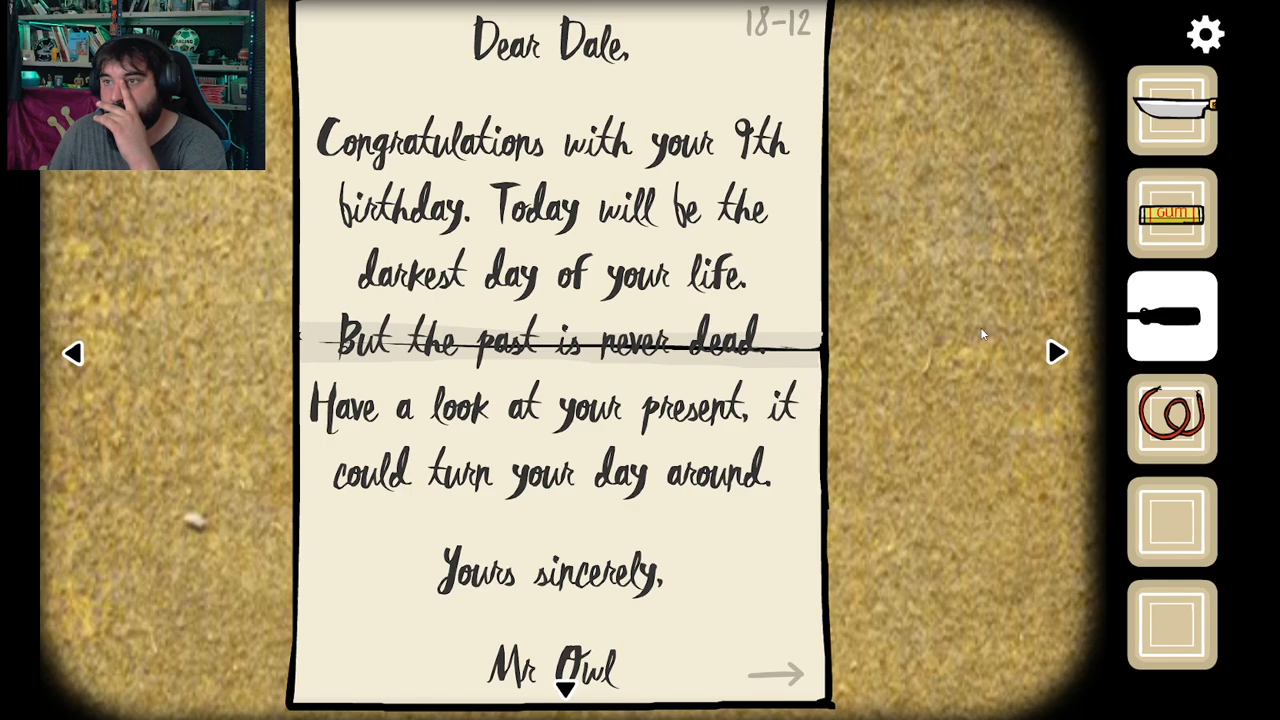 18-12
Dear Dale,
Congratulations with your 9th
birthday. Today will be the
darkest day of your life.
But the past is never dead.
Have a look at your present, it
could turn your day around.
Yours sincerely,
Mr Owl
GUM